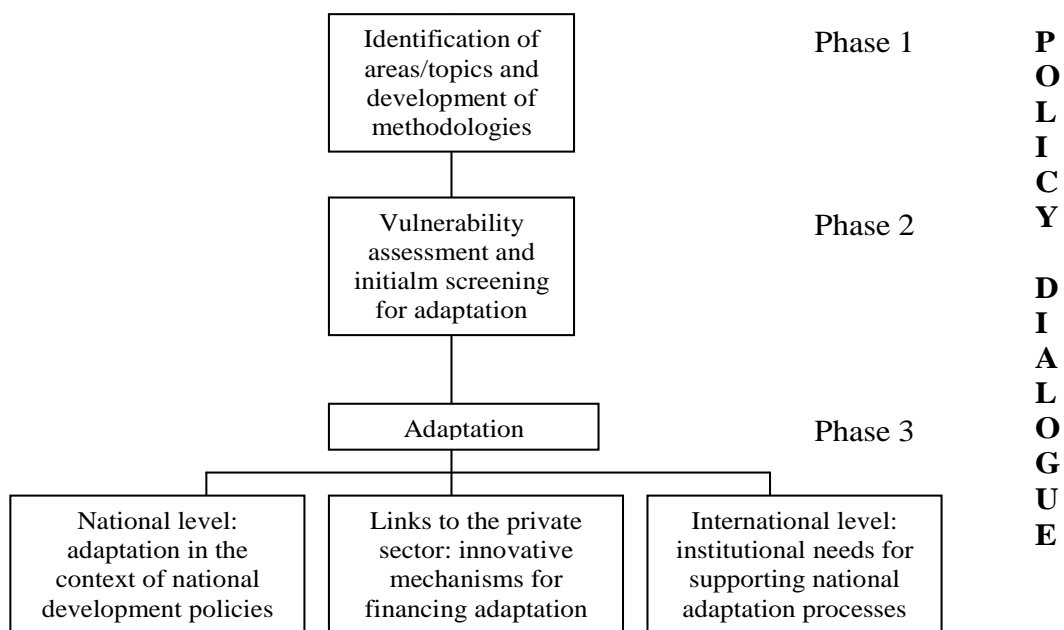 Identification of
areas/topics and
development of
methodologies
Phase 1
Vulnerability
assessment and
initialm screening
for adaptation
Phase 2
Adaptation
Phase 3
National level:
adaptation in the
context of national
development policies
Links to the private
sector: innovative
mechanisms for
financing adaptation
International level:
institutional needs for
supporting national
adaptation processes
P
O
L
I
C
Y
D
I
A
L
O
G
U
E